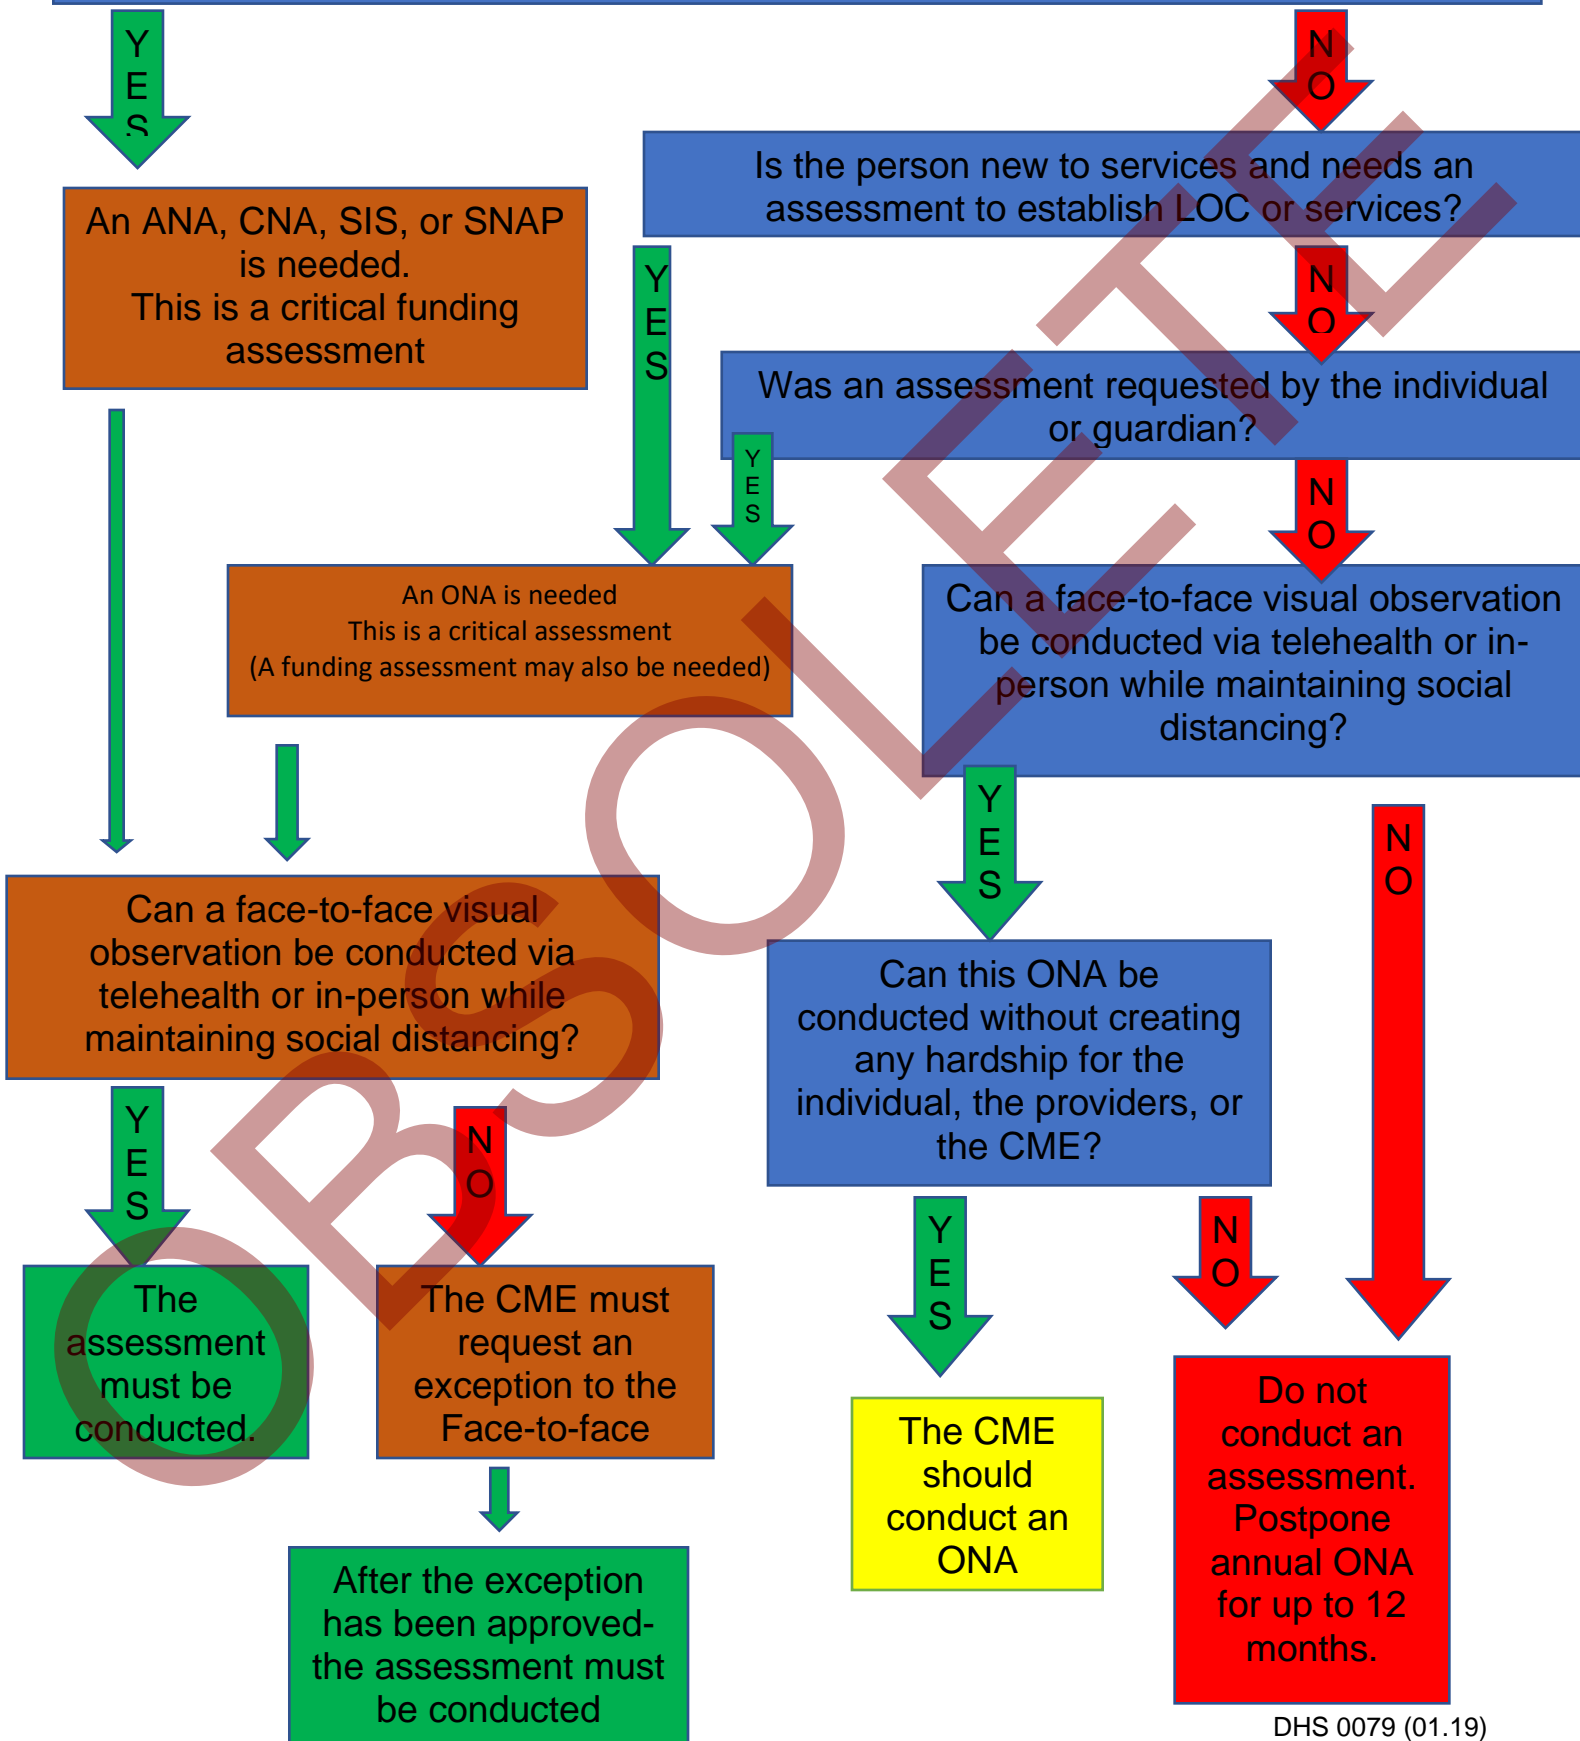 YES
NO
Is the person new to services and needs an
assessment to establish LOC or services?
An ANA, CNA, SIS, or SNAP
is needed.
This is a critical funding
assessment
YES
NO
Was an assessment requested by the individual
or guardian?
YES
NO
An ONA is needed
This is a critical assessment
(A funding assessment may also be needed)
Can a face-to-face visual observation
be conducted via telehealth or in-
person while maintaining social
distancing?
YES
NO
Can a face-to-face visual
observation be conducted via
telehealth or in-person while
maintaining social distancing?
Can this ONA be
conducted without creating
any hardship for the
individual, the providers, or
the CME?
YES
NO
YES
NO
The
assessment
must be
conducted.
The CME must
request an
exception to the
Face-to-face
The CME
should
conduct an
ONA
Do not
conduct an
assessment.
Postpone
annual ONA
for up to 12
months.
After the exception
has been approved-
the assessment must
be conducted
DHS 0079 (01.19)
OBSOLETE